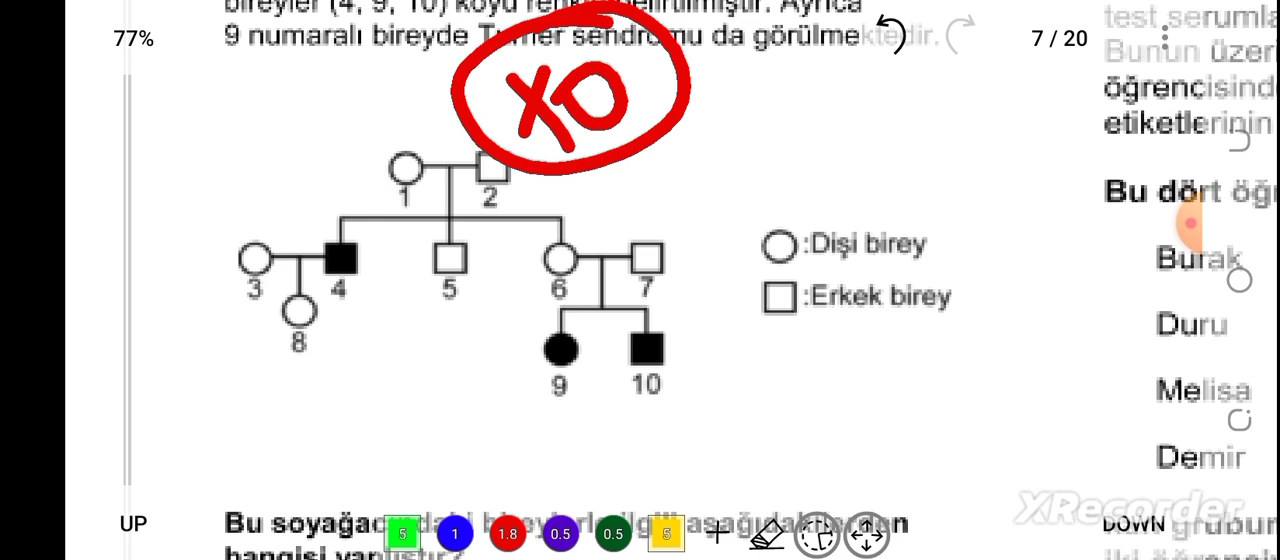 bireyler (4, 9, 10) koyu belirtilmiştir. Ayrıca
9 numaralı bireyde Turner sendromu da görülmektedir.
XO
1
2
3
4
5
6
7
8
9
10
:Dişi birey
:Erkek birey
Bu soyağacındaki bireylerle ilgili aşağıdakilerden
hangisi yanlıştır?
77%
UP
7 / 20
test
Bunun üzer
öğrencisind
etiketlerinin
Bu dört öğ
Burak
Duru
Melisa
Demir
XRecorder
DOWN
5
1
1.8
0.5
0.5
5